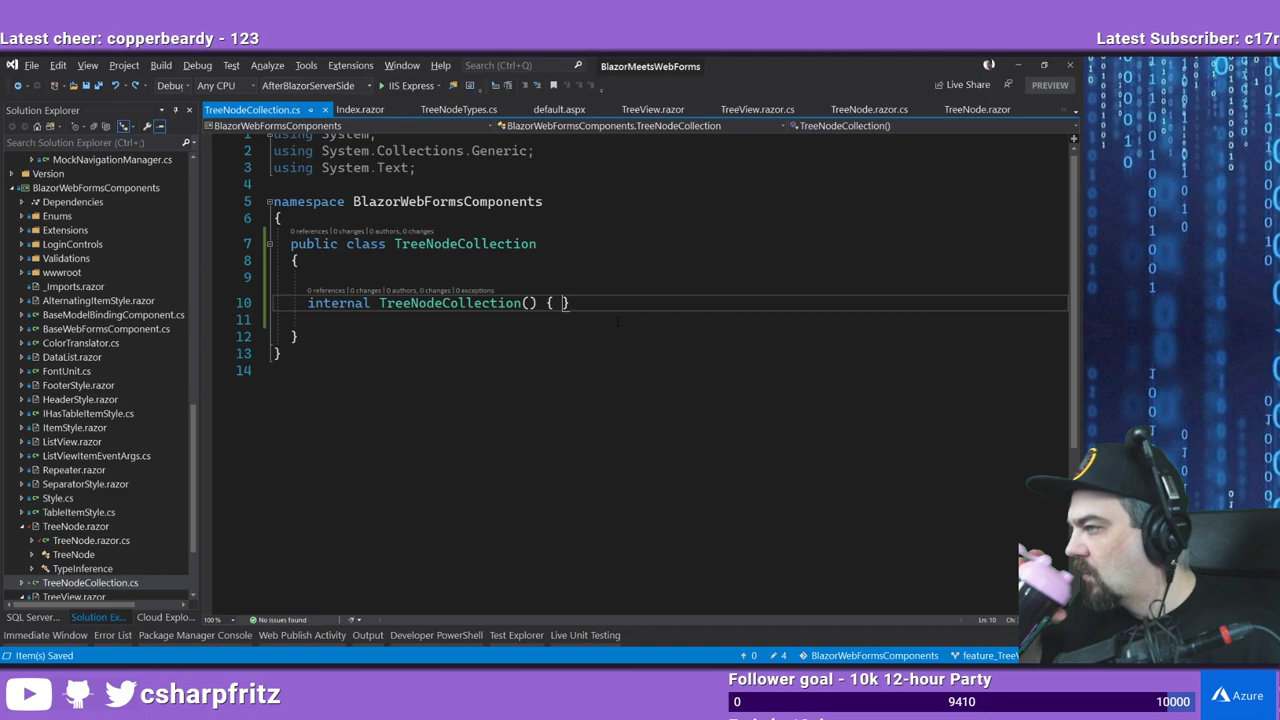 Latest cheer: copperbeardy - 123
Latest Subscriber: c17r
File Edit View Project Build Debug Test Analyze Tools Extensions Window Help Search (Ctrl+Q) BlazorMeetsWebForms
Debug Any CPU AfterBlazorServerSide IIS Express Live Share PREVIEW
Solution Explorer
Search Solution Explorer (Ctrl+;)
MockNavigationManager.cs
Version
BlazorWebFormsComponents
Dependencies
Enums
Extensions
LoginControls
Validations
wwwroot
_Imports.razor
AlternatingItemStyle.cs
BaseModelBindingComponent.cs
BaseWebFormsComponent.cs
ColorTranslator.cs
DataList.razor
FontUnit.cs
FooterStyle.razor
HeaderStyle.razor
IHasTableItemStyle.cs
ItemStyle.razor
ListView.razor
ListViewItemEventArgs.cs
Repeater.razor
SeparatorStyle.razor
Style.cs
TableItemStyle.cs
TreeNode.razor
TreeNode.razor.cs
TreeNode
TypeInference
TreeNodeCollection.cs
TreeView.razor
SQL Server... Solution Ex... Cloud Explo...
TreeNodeCollection.cs Index.razor TreeNodeTypes.cs default.aspx TreeView.razor TreeView.razor.cs TreeNode.razor.cs TreeNode.razor
BlazorWebFormsComponents BlazorWebFormsComponents.TreeNodeCollection TreeNodeCollection()
1 using System;
2 using System.Collections.Generic;
3 using System.Text;
4
5 namespace BlazorWebFormsComponents
6 {
0 references | 0 changes | 0 authors, 0 changes
7 public class TreeNodeCollection
8 {
9
0 references | 0 changes | 0 authors, 0 changes | 0 exceptions
10 internal TreeNodeCollection() { }
11
12 }
13 }
14
100 % No issues found Ln: 10
Immediate Window Error List Package Manager Console Web Publish Activity Output Developer PowerShell Test Explorer Live Unit Testing
Item(s) Saved 0 4 BlazorWebFormsComponents
csharpfritz
Follower goal - 10k 12-hour Party
0 9410 10000
Azure